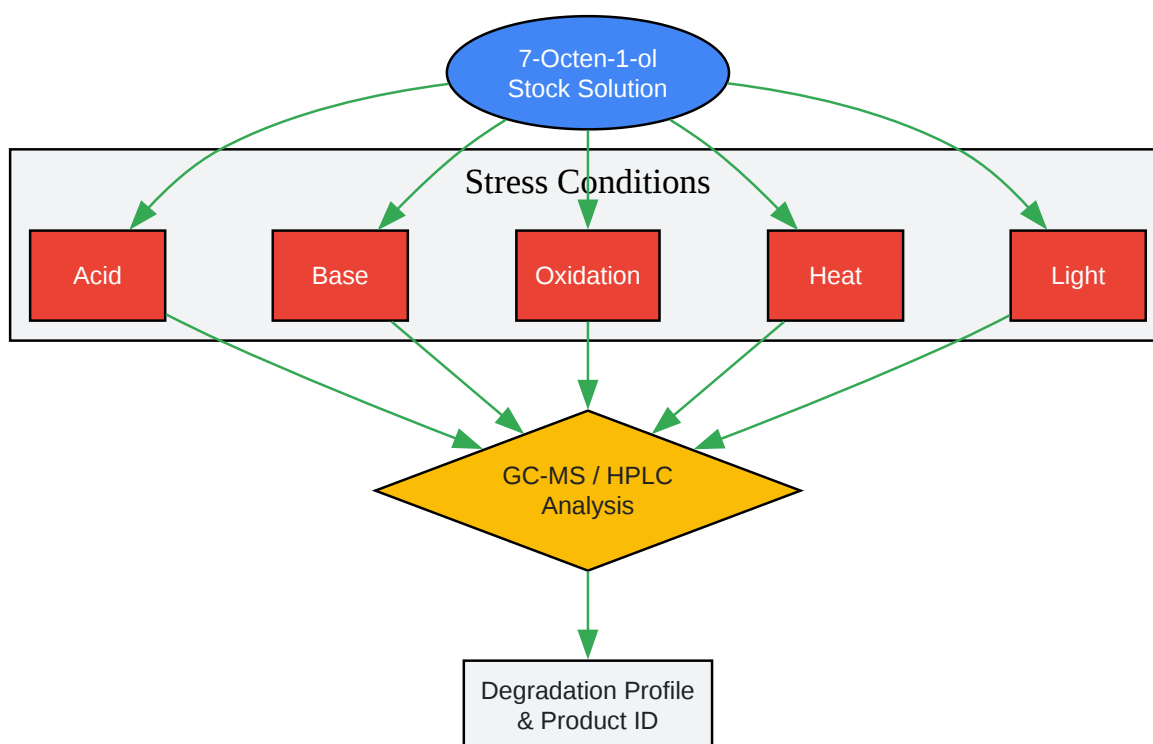 7-Octen-1-ol
Stock Solution
Stress Conditions
Acid
Base
Oxidation
Heat
Light
GC-MS / HPLC
Analysis
Degradation Profile
& Product ID